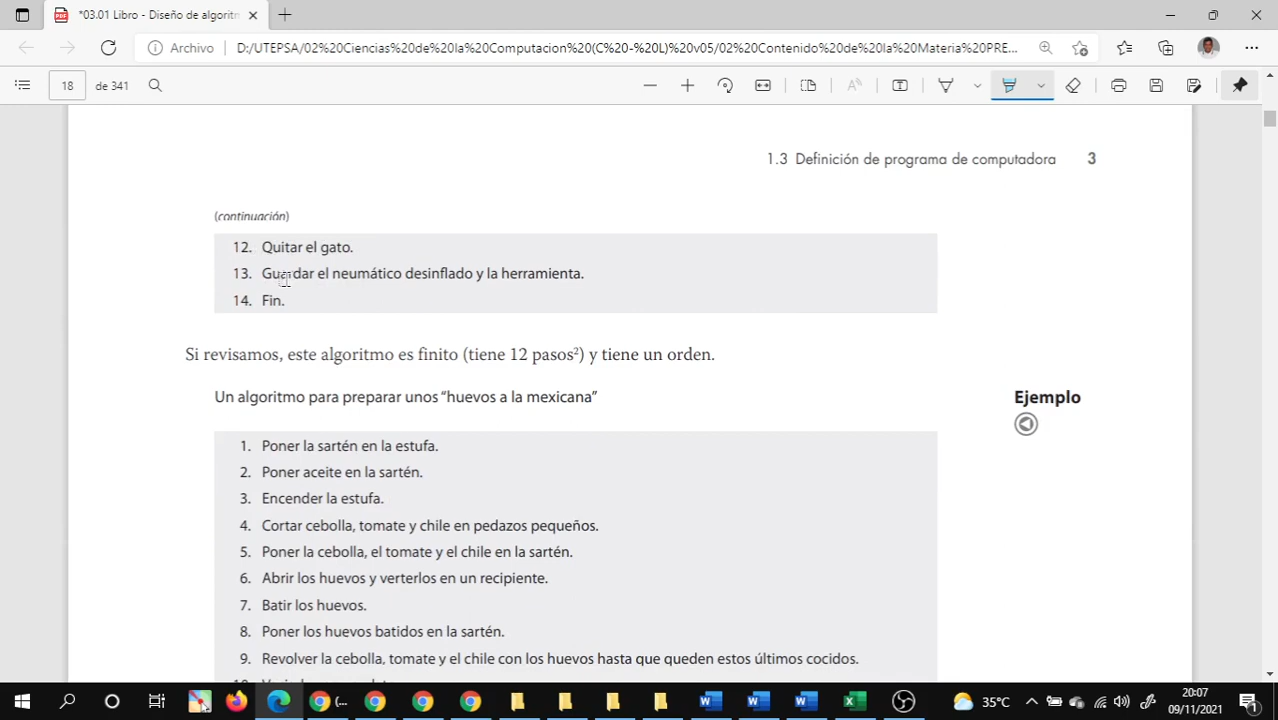 *03.01 Libro - Diseño de algoritn
Archivo
D:/UTEPSA/02%20Ciencias%20de%20la%20Computacion%20(C%20-%20L)%20v05/02%20Contenido%20de%20la%20Materia%20PRE...
18
de 341
1.3 Definición de programa de computadora 3
(continuación)
12. Quitar el gato.
13. Guardar el neumático desinflado y la herramienta.
14. Fin.
Si revisamos, este algoritmo es finito (tiene 12 pasos²) y tiene un orden.
Un algoritmo para preparar unos “huevos a la mexicana”
Ejemplo
1. Poner la sartén en la estufa.
2. Poner aceite en la sartén.
3. Encender la estufa.
4. Cortar cebolla, tomate y chile en pedazos pequeños.
5. Poner la cebolla, el tomate y el chile en la sartén.
6. Abrir los huevos y verterlos en un recipiente.
7. Batir los huevos.
8. Poner los huevos batidos en la sartén.
9. Revolver la cebolla, tomate y el chile con los huevos hasta que queden estos últimos cocidos.
(...
35°C
20:07
09/11/2021
1